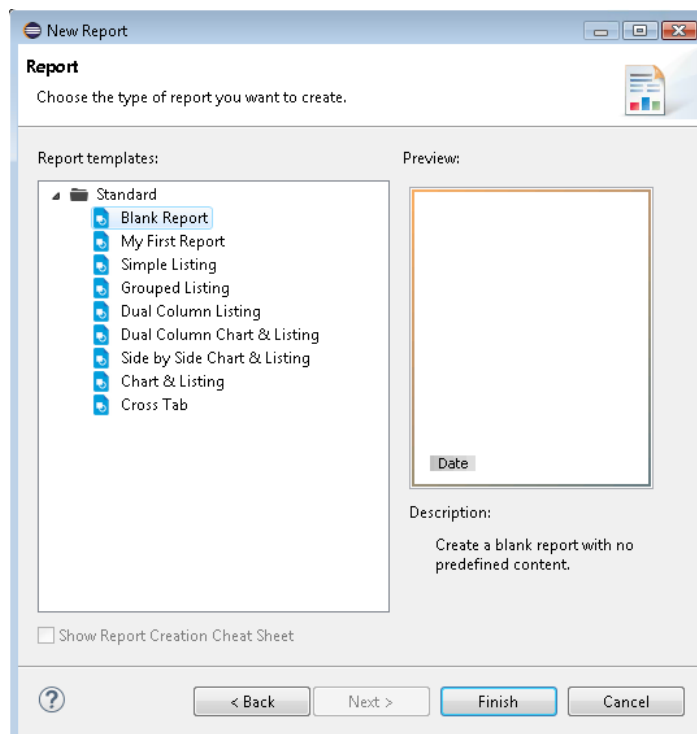 New Report
Report
Choose the type of report you want to create.
Report templates:
Preview:
Standard
Blank Report
My First Report
Simple Listing
Grouped Listing
Dual Column Listing
Dual Column Chart & Listing
Side by Side Chart & Listing
Chart & Listing
Cross Tab
Date
Description:
Create a blank report with no
predefined content.
Show Report Creation Cheat Sheet
? < Back Next > Finish Cancel